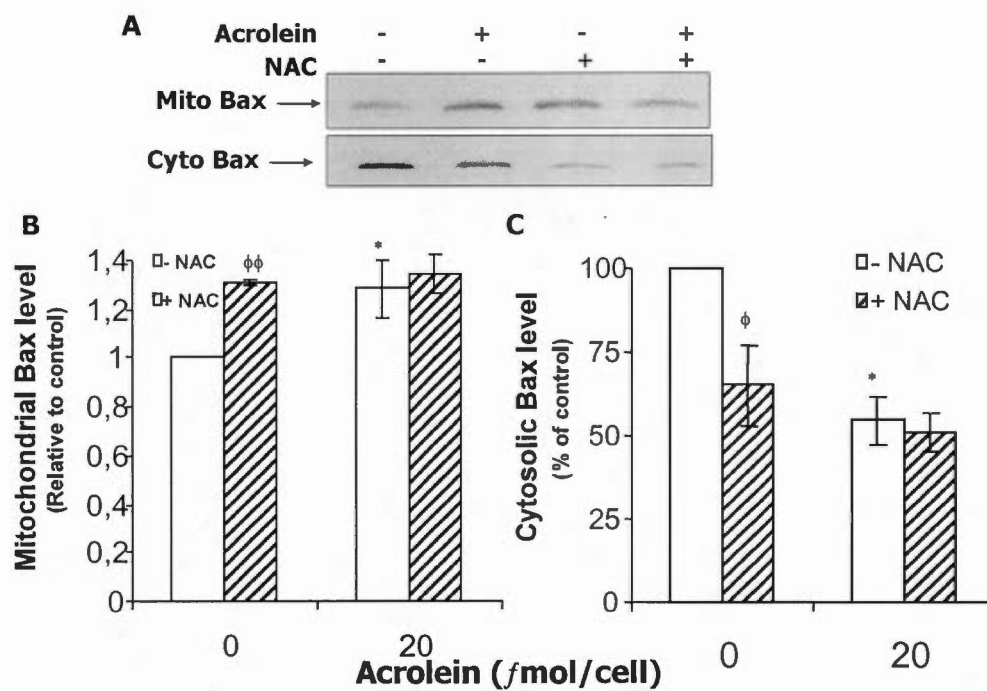 A
Acrolein - + - +
NAC - - + +
Mito Bax
Cyto Bax
B
Mitochondrial Bax level
(Relative to control)
1,4
1,2
1
0,8
0,6
0,4
0,2
0
- NAC
+ NAC
ϕϕ
*
0
20
C
Cytosolic Bax level
(% of control)
100
75
50
25
0
- NAC
+ NAC
ϕ
*
0
20
Acrolein (ƒmol/cell)